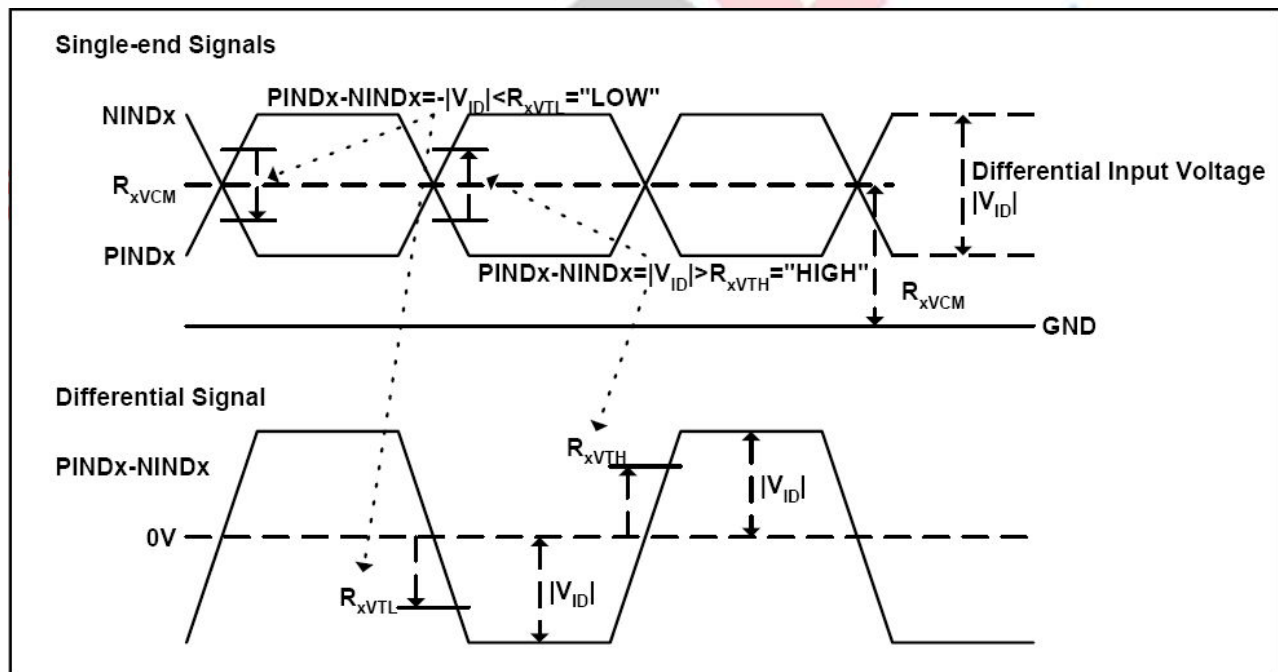 Single-end Signals
PINDx-NINDx=-|VID|<RxVTL="LOW"
NINDx
RxVCM
Differential Input Voltage
|VID|
PINDx
PINDx-NINDx=|VID|>RxVTH="HIGH"
RxVCM
GND
Differential Signal
RxVTH
PINDx-NINDx
|VID|
0V
RxVTL
|VID|